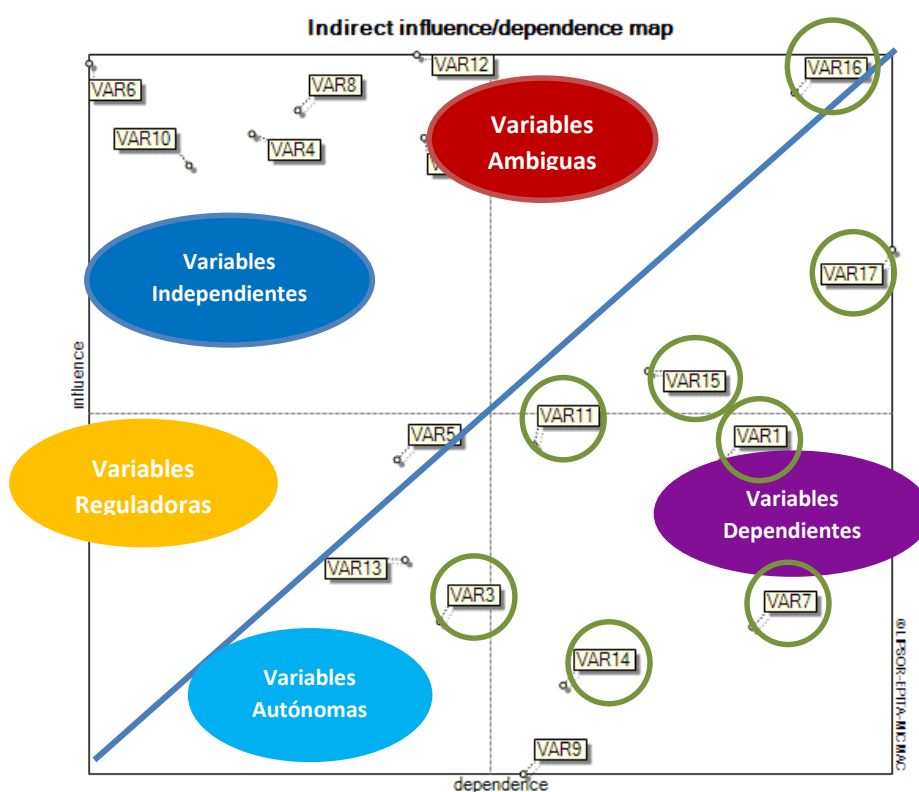 Indirect influence/dependence map
VAR12
VAR16
VAR6
VAR8
VAR10
VAR4
Variables
Ambiguas
Variables
Independientes
VAR17
influence
VAR15
VAR11
VAR5
VAR1
Variables
Reguladoras
Variables
Dependientes
VAR13
VAR3
VAR7
VAR14
Variables
Autónomas
VAR9
dependence
© LIPSOR-EPITA-MICMAC